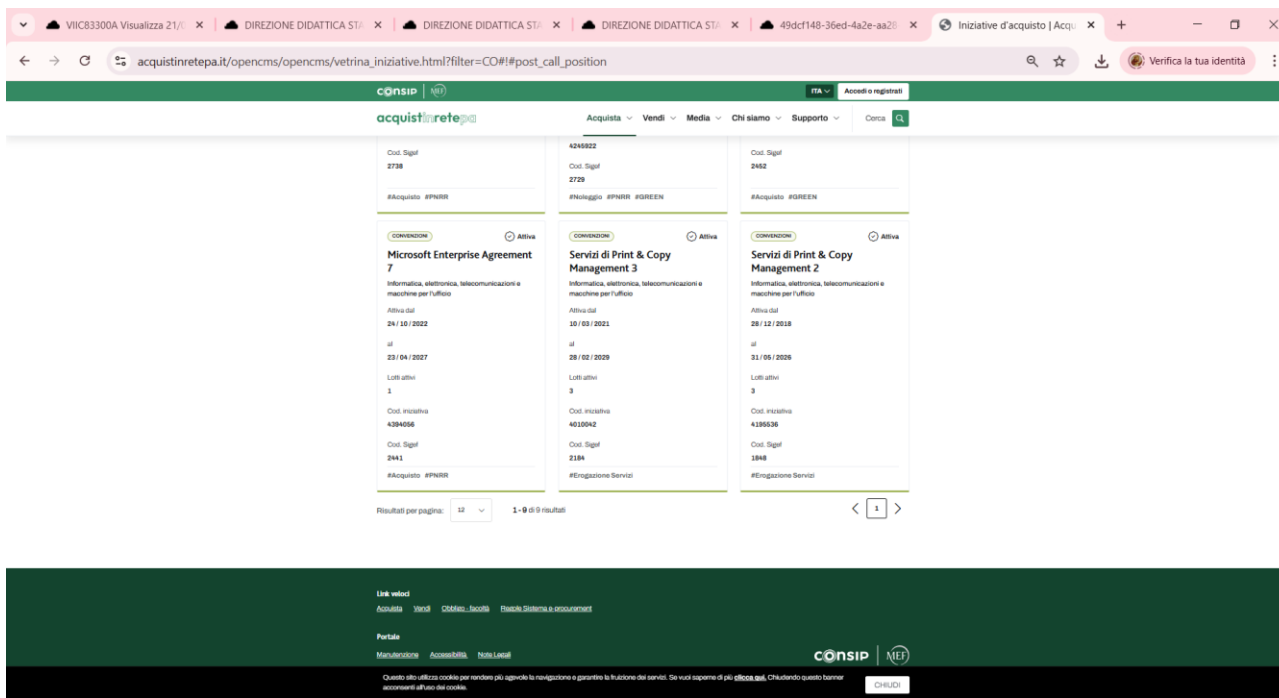 VIIC83300A Visualizza 21/0
DIREZIONE DIDATTICA STA
DIREZIONE DIDATTICA STA
DIREZIONE DIDATTICA STA
49dcf148-36ed-4a2e-aa28
Iniziative d'acquisto | Acqu
acquistinretepa.it/opencms/opencms/vetrina_iniziative.html?filter=CO#!#post_call_position
Verifica la tua identità
consip | MEF
ITA
Accedi o registrati
acquistinretepa
Acquista Vendi Media Chi siamo Supporto Cerca
Cod. Sigef
2738
#Acquisto #PNRR
4245922
Cod. Sigef
2729
#Noleggio #PNRR #GREEN
Cod. Sigef
2452
#Acquisto #GREEN
CONVENZIONI Attiva
Microsoft Enterprise Agreement
7
Informatica, elettronica, telecomunicazioni e
macchine per l'ufficio
Attiva dal
24 / 10 / 2022
al
23 / 04 / 2027
Lotti attivi
1
Cod. iniziativa
4384056
Cod. Sigef
2441
#Acquisto #PNRR
CONVENZIONI Attiva
Servizi di Print & Copy
Management 3
Informatica, elettronica, telecomunicazioni e
macchine per l'ufficio
Attiva dal
10 / 03 / 2021
al
28 / 02 / 2029
Lotti attivi
3
Cod. iniziativa
4010042
Cod. Sigef
2184
#Erogazione Servizi
CONVENZIONI Attiva
Servizi di Print & Copy
Management 2
Informatica, elettronica, telecomunicazioni e
macchine per l'ufficio
Attiva dal
28 / 12 / 2018
al
31 / 05 / 2026
Lotti attivi
3
Cod. iniziativa
4195536
Cod. Sigef
1848
#Erogazione Servizi
Risultati per pagina: 12 1 - 9 di 9 risultati
1
Link veloci
Acquista Vendi Obbligo - facoltà Regole Sistema e-procurement
Portale
Manutenzione Accessibilità Note Legali
consip | MEF
Questo sito utilizza cookie per rendere più agevole la navigazione e garantire la fruizione dei servizi. Se vuoi saperne di più clicca qui. Chiudendo questo banner
acconsenti all'uso dei cookie.
CHIUDI